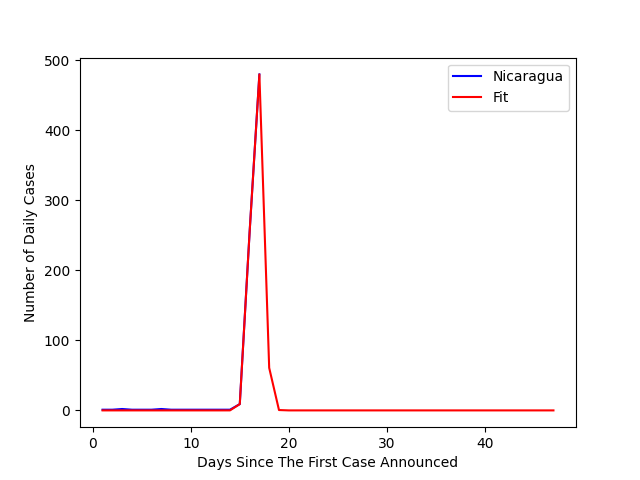 500
400
300
200
100
0
Number of Daily Cases
Nicaragua
Fit
0 10 20 30 40
Days Since The First Case Announced